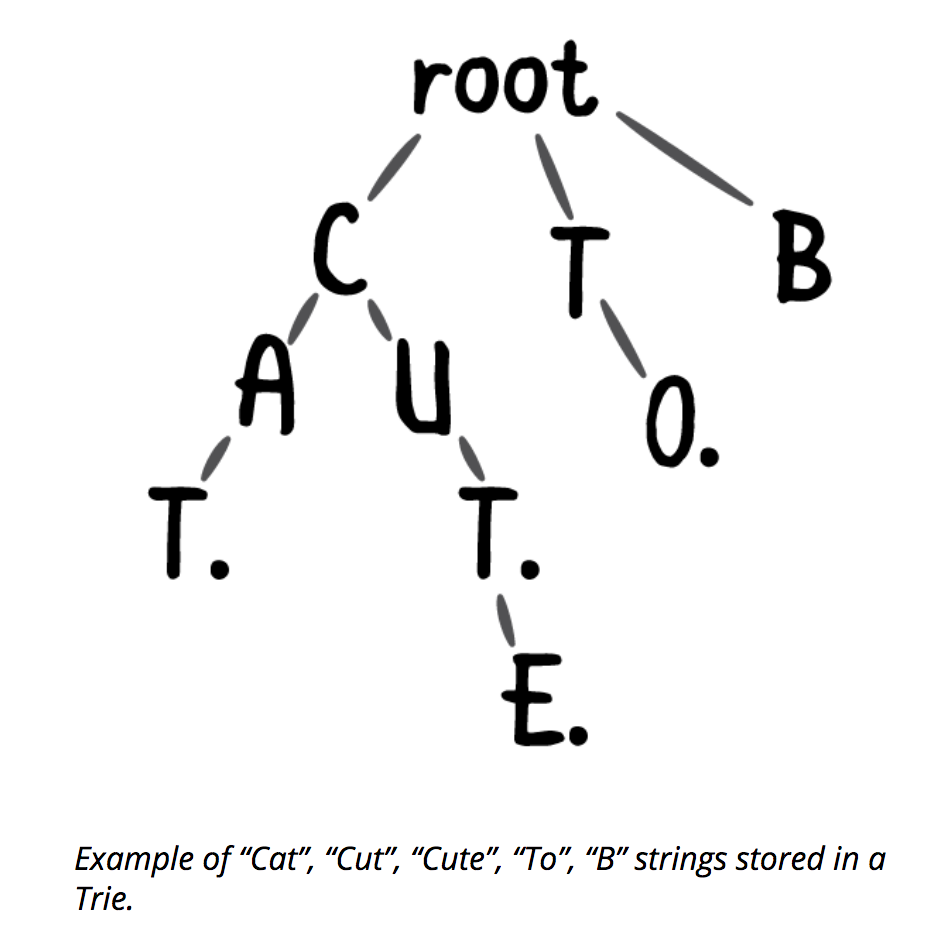 root
C T B
A U O.
T. T.
E.
Example of “Cat”, “Cut”, “Cute”, “To”, “B” strings stored in a
Trie.